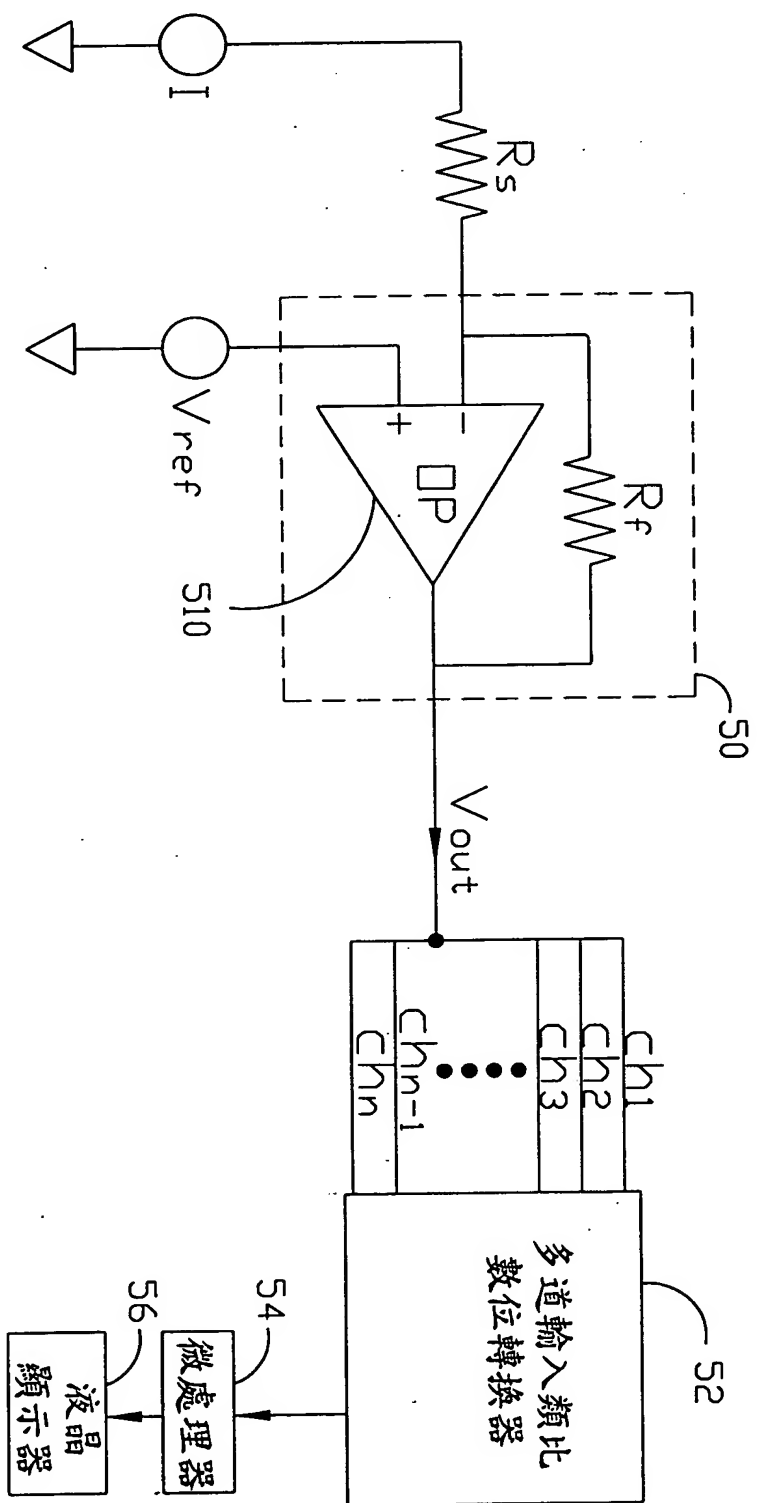 50
Rf
Rs
OP
510
I
Vref
Vout
Ch1
Ch2
Ch3
Chn-1
Chn
52
多道輸入類比
數位轉換器
54
微處理器
56
液晶
顯示器